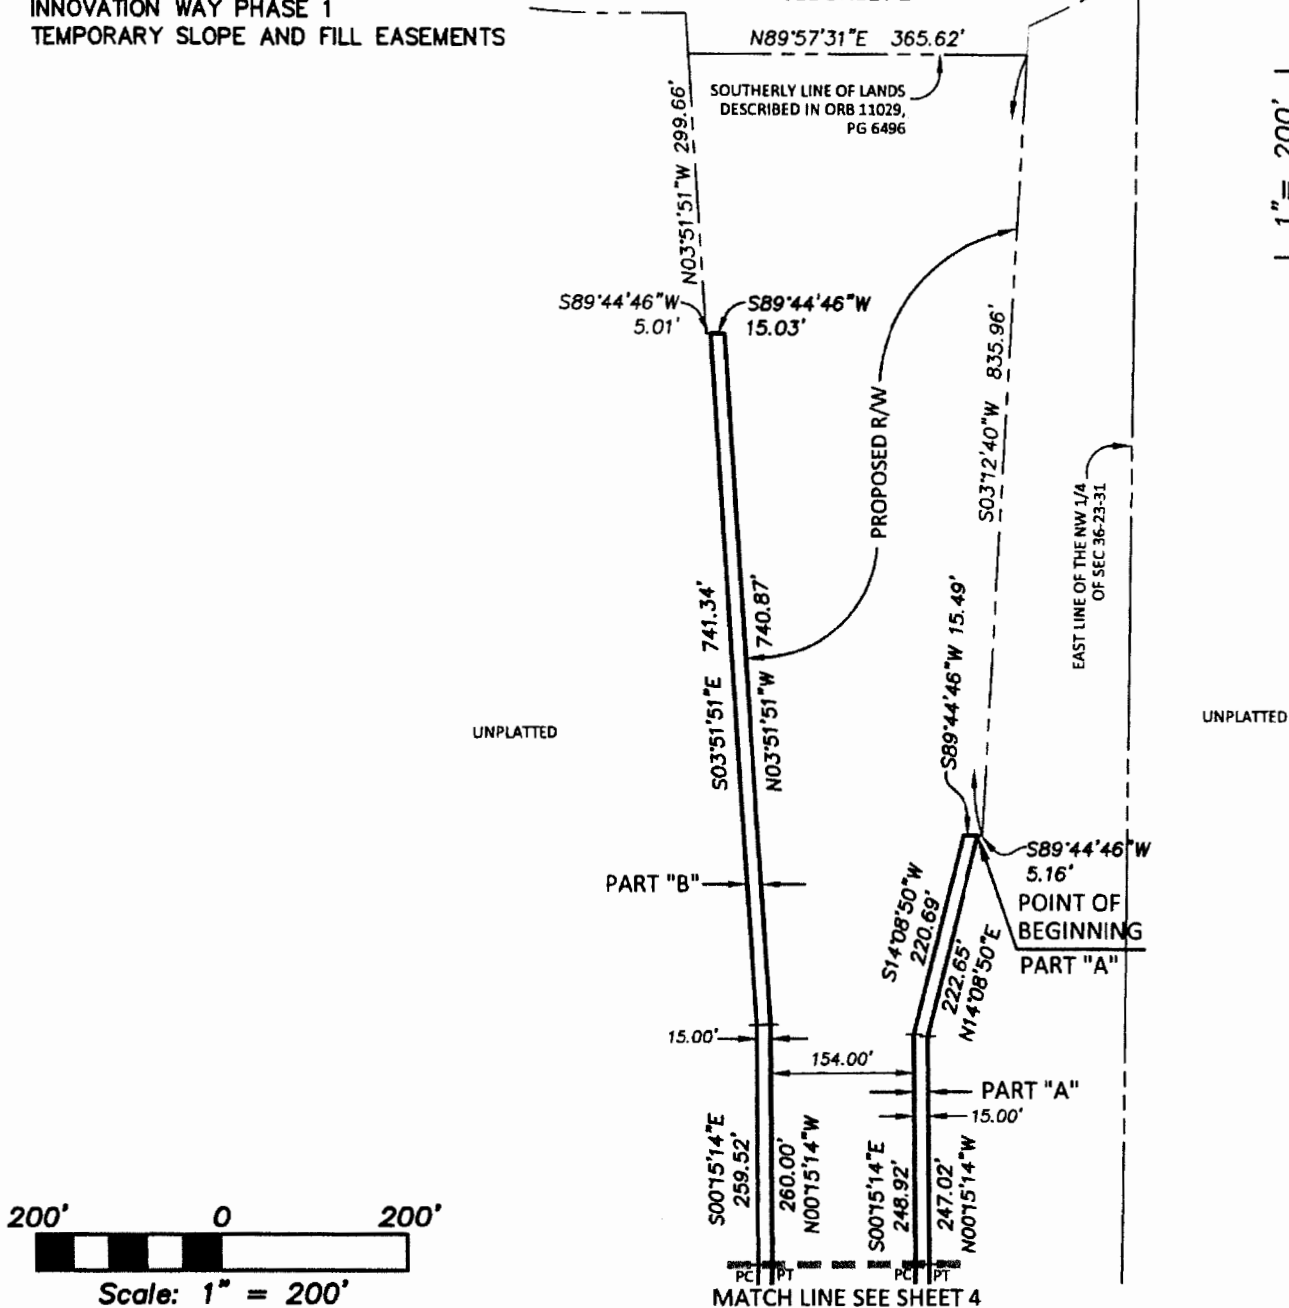 INNOVATION WAY PHASE 1
TEMPORARY SLOPE AND FILL EASEMENTS
N89°57'31"E 365.62'
SOUTHERLY LINE OF LANDS
DESCRIBED IN ORB 11029,
PG 6496
N03°51'51"W 299.66'
1"= 200'
S89°44'46"W
5.01'
S89°44'46"W
15.03'
PROPOSED R/W
S03°12'40"W 835.96'
EAST LINE OF THE NW 1/4
OF SEC 36-23-31
S03°51'51"E 741.34'
N03°51'51"W 740.87'
S89°44'46"W 15.49'
UNPLATTED
UNPLATTED
S89°44'46"W
5.16'
PART "B"
POINT OF
BEGINNING
PART "A"
S14°08'50"W
220.69'
222.65'
N14°08'50"E
15.00'
154.00'
PART "A"
15.00'
S00°15'14"E
259.52'
260.00'
N00°15'14"W
S00°15'14"E
248.92'
247.02'
N00°15'14"W
200' 0 200'
Scale: 1" = 200'
PC PT PC PT
MATCH LINE SEE SHEET 4